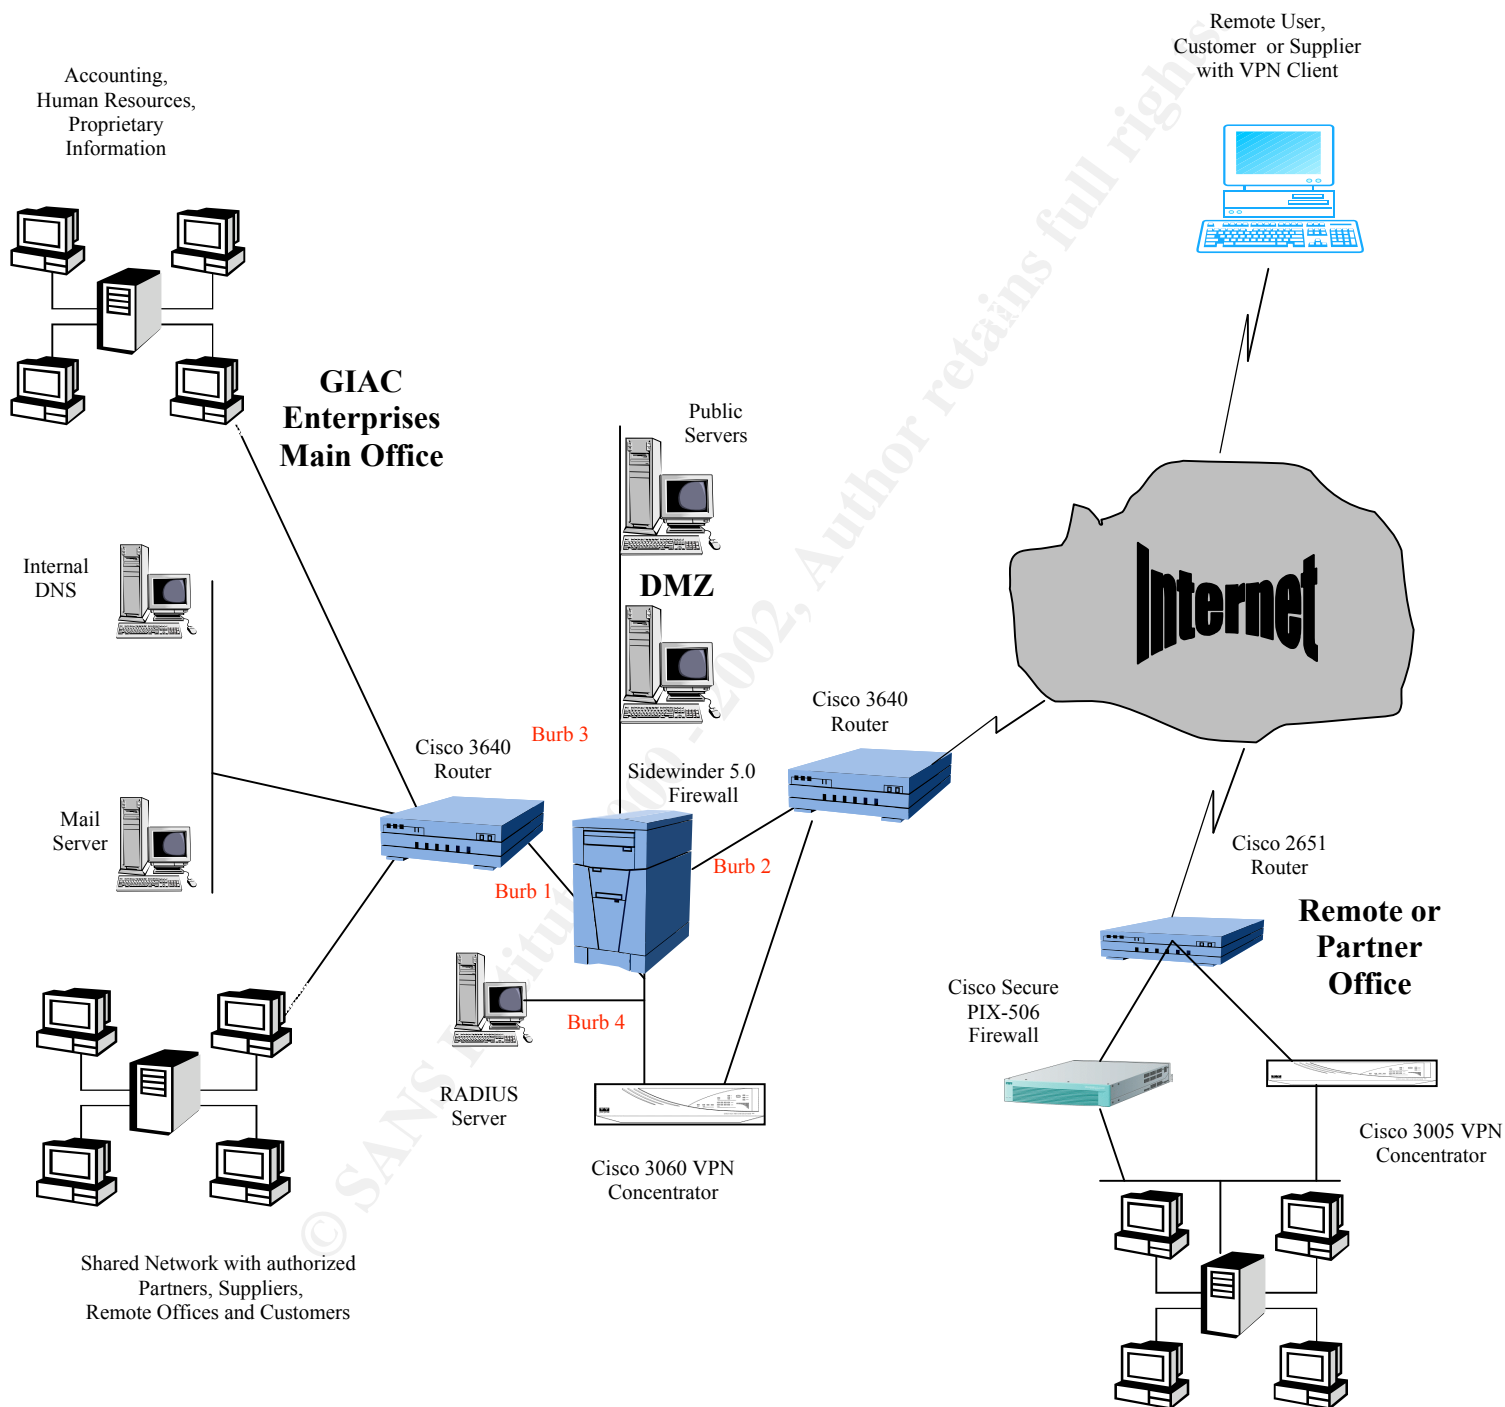 Remote User,
Customer or Supplier
with VPN Client
Accounting,
Human Resources,
Proprietary
Information
GIAC
Enterprises
Main Office
Public
Servers
Internal
DNS
DMZ
Internet
Cisco 3640
Router
Burb 3
Cisco 3640
Router
Sidewinder 5.0
Firewall
Mail
Server
Burb 1
Burb 2
Cisco 2651
Router
Remote or
Partner
Office
Cisco Secure
PIX-506
Firewall
Burb 4
RADIUS
Server
Cisco 3060 VPN
Concentrator
Cisco 3005 VPN
Concentrator
Shared Network with authorized
Partners, Suppliers,
Remote Offices and Customers
© SANS Institute 2000 - 2002, Author retains full rights.